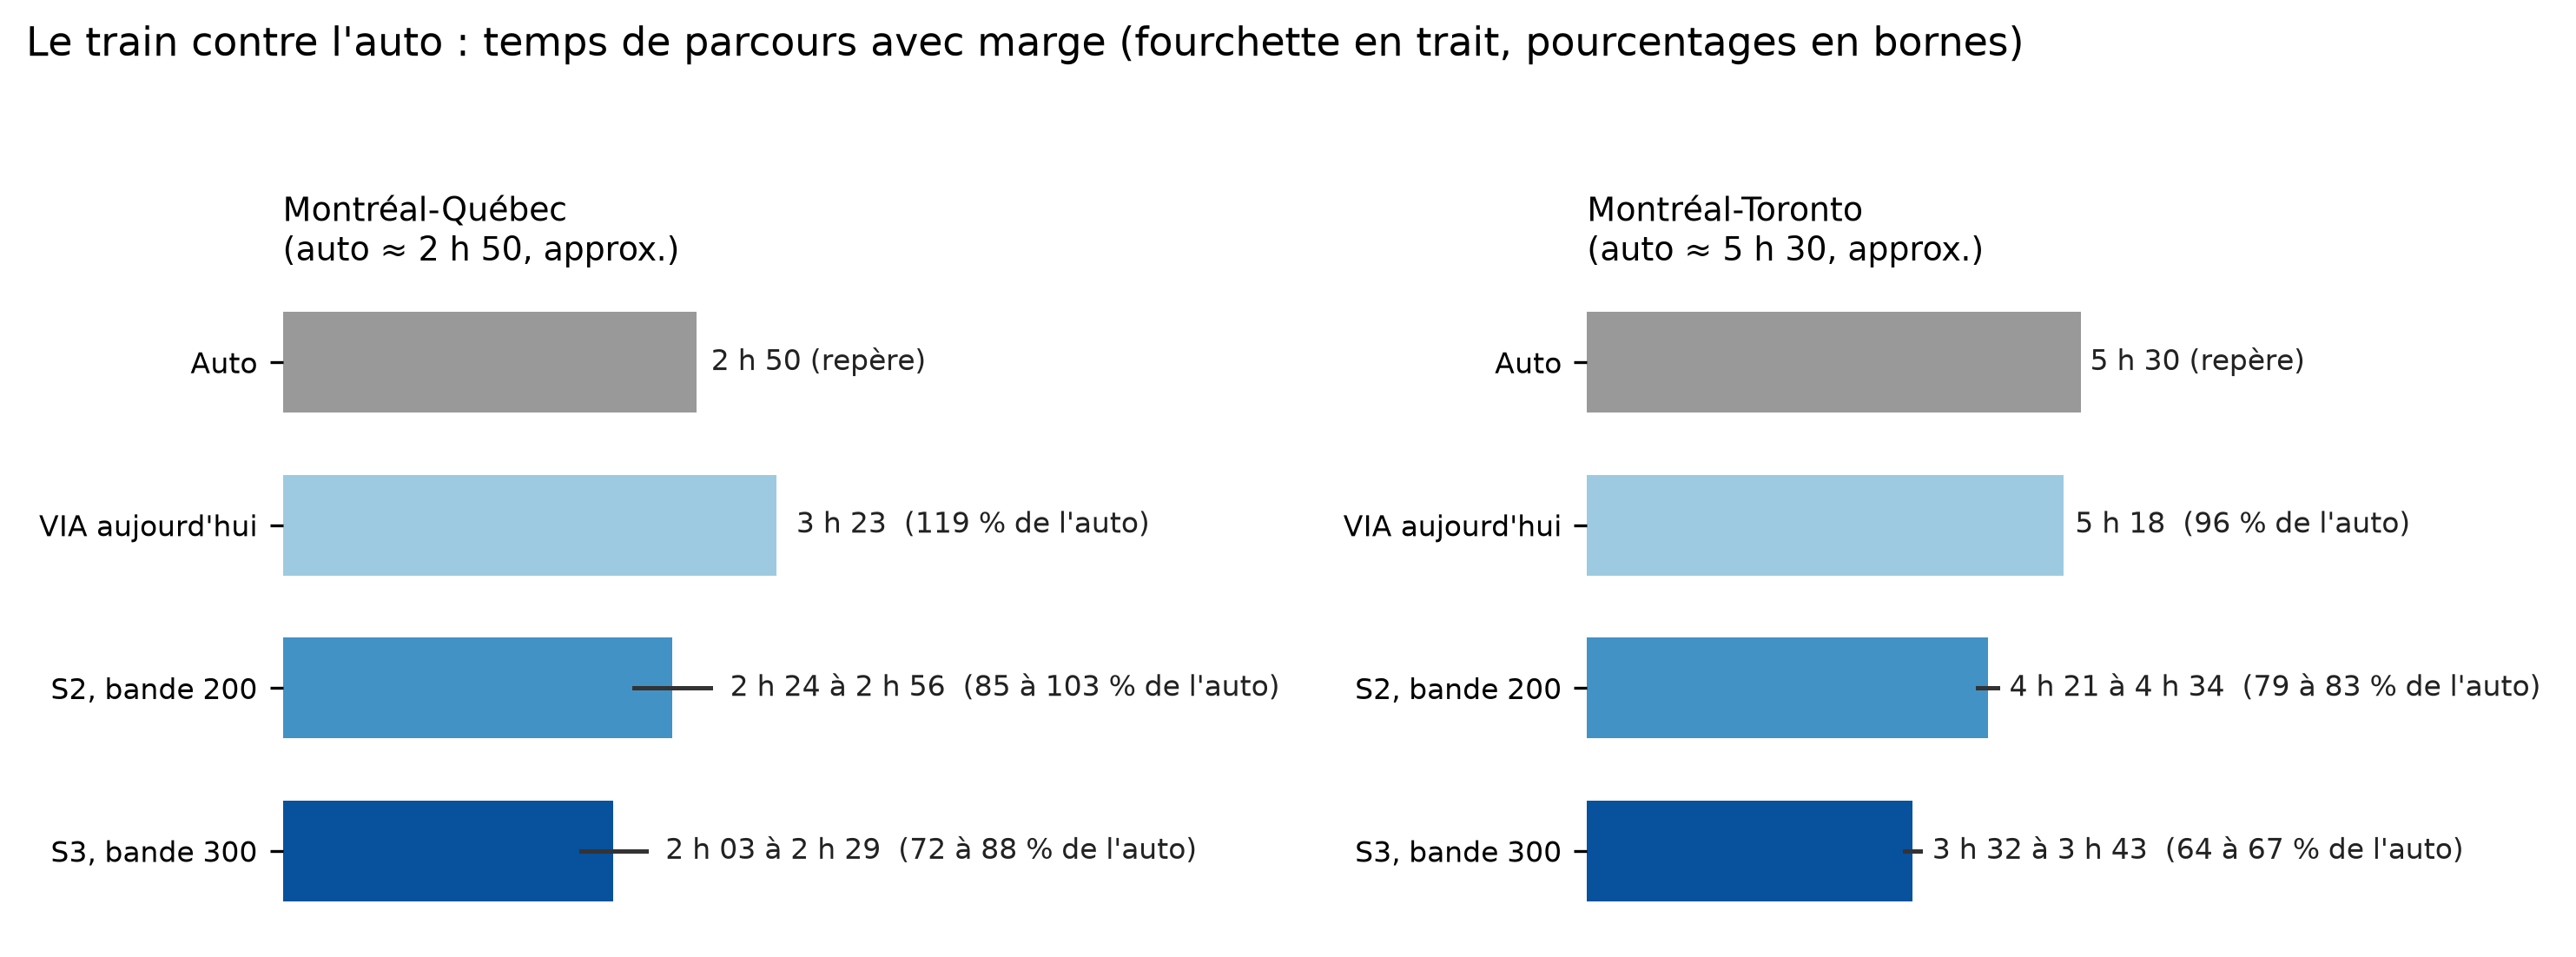 Le train contre l'auto : temps de parcours avec marge (fourchette en trait, pourcentages en bornes)
Montréal-Québec
(auto ≈ 2 h 50, approx.)
Auto
2 h 50 (repère)
VIA aujourd'hui
3 h 23  (119 % de l'auto)
S2, bande 200
2 h 24 à 2 h 56  (85 à 103 % de l'auto)
S3, bande 300
2 h 03 à 2 h 29  (72 à 88 % de l'auto)
Montréal-Toronto
(auto ≈ 5 h 30, approx.)
Auto
5 h 30 (repère)
VIA aujourd'hui
5 h 18  (96 % de l'auto)
S2, bande 200
4 h 21 à 4 h 34  (79 à 83 % de l'auto)
S3, bande 300
3 h 32 à 3 h 43  (64 à 67 % de l'auto)